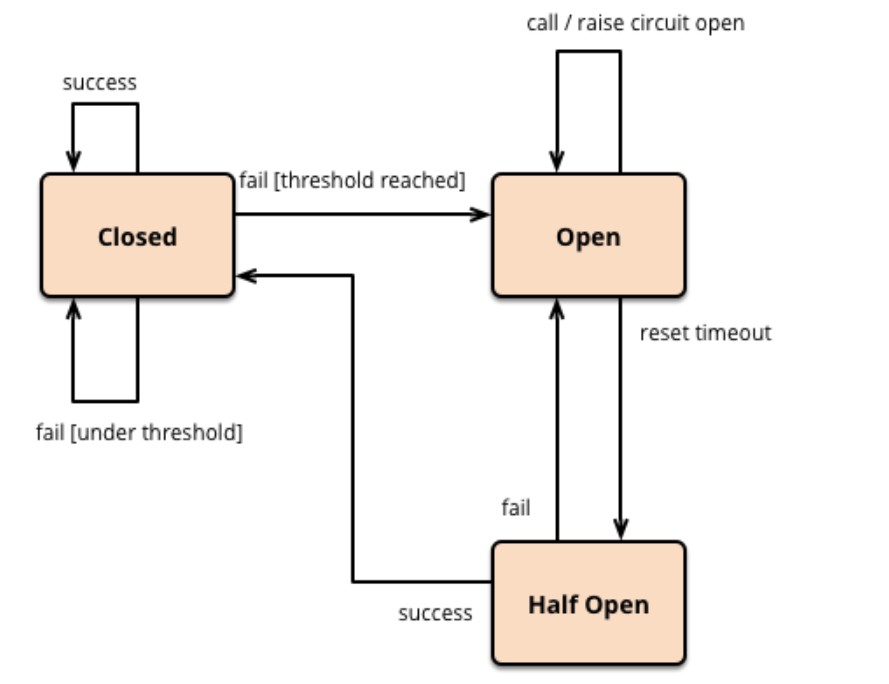 call / raise circuit open
success
fail [threshold reached]
Closed
Open
reset timeout
fail [under threshold]
fail
Half Open
success